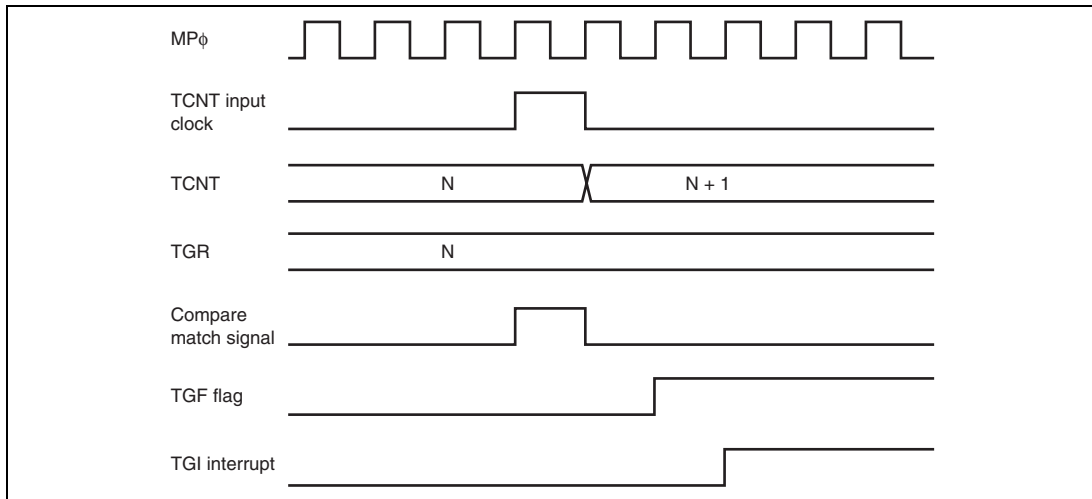 MPϕ
TCNT input
clock
TCNT
N
N + 1
TGR
N
Compare
match signal
TGF flag
TGI interrupt